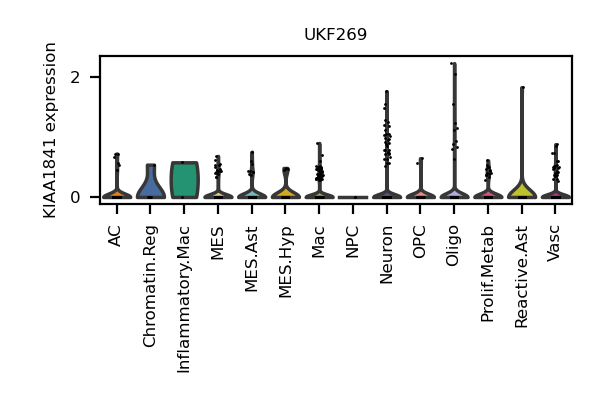 UKF269
KIAA1841 expression
2
0
AC
Chromatin.Reg
Inflammatory.Mac
MES
MES.Ast
MES.Hyp
Mac
NPC
Neuron
OPC
Oligo
Prolif.Metab
Reactive.Ast
Vasc